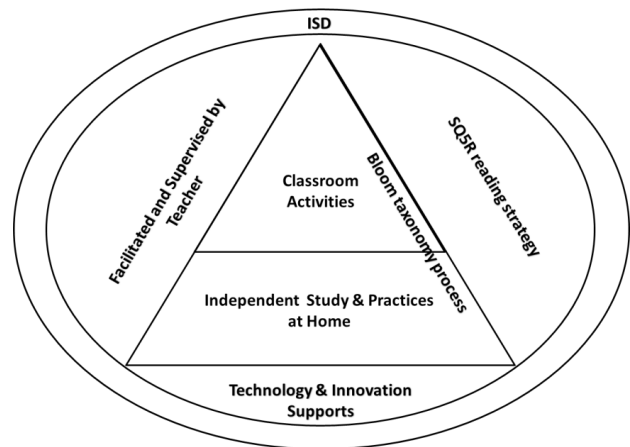 ISD
Facilitated and Supervised by
Teacher
SQ5R reading strategy
Bloom taxonomy process
Classroom
Activities
Independent Study & Practices
at Home
Technology & Innovation
Supports